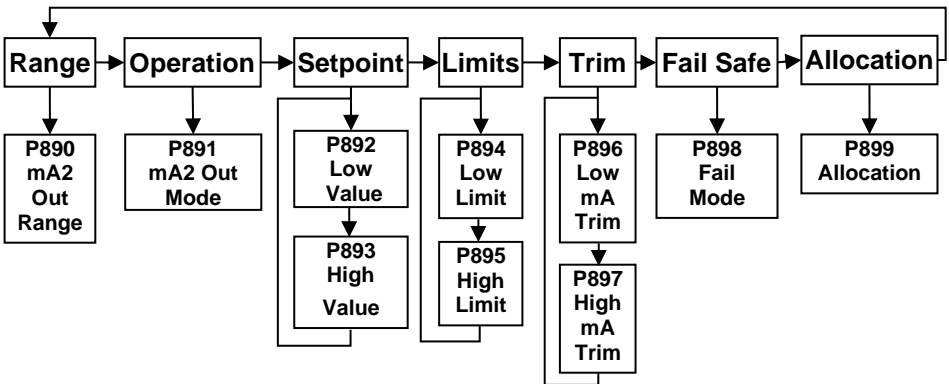 Range
Operation
Setpoint
Limits
Trim
Fail Safe
Allocation
P890
mA2
Out
Range
P891
mA2 Out
Mode
P892
Low
Value
P893
High
Value
P894
Low
Limit
P895
High
Limit
P896
Low
mA
Trim
P897
High
mA
Trim
P898
Fail
Mode
P899
Allocation